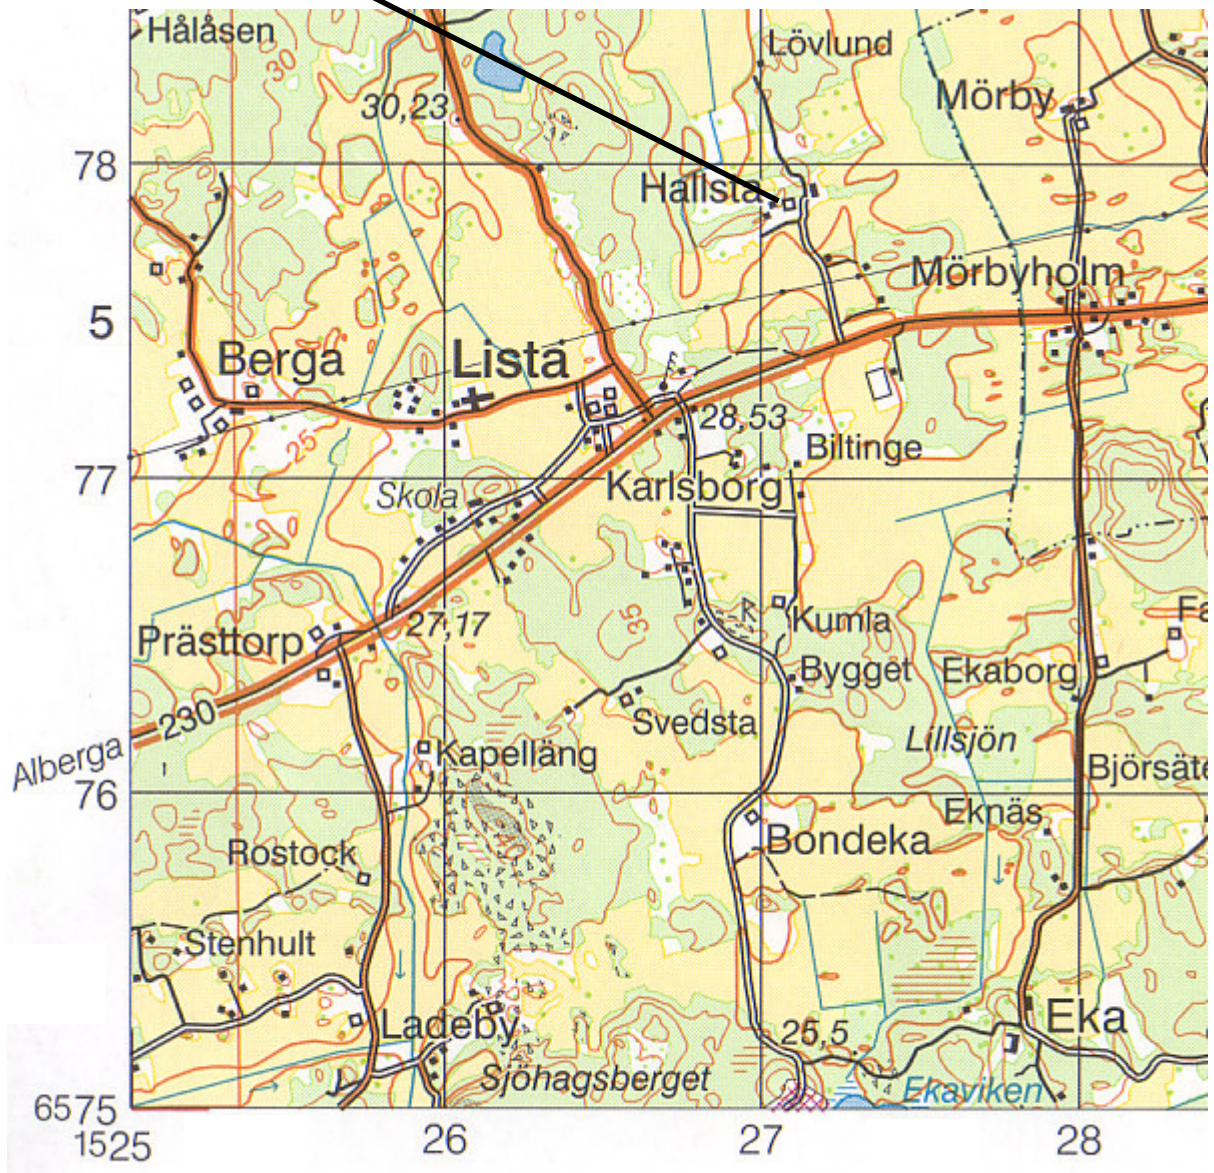 Hålåsen
Lövlund
30,23
Mörby
78
Hallsta
Mörbyholm
5
Berga
Lista
28,53
25
Biltinge
77
Skola
Karlsborg
35
27,17
Kumla
Prästtorp
Bygget
Ekaborg
230
Svedsta
Lillsjön
Alberga
Kapelläng
76
Eknäs
Bondeka
Rostock
Stenhult
Ladeby
25,5
Eka
Sjöhagsberget
Ekaviken
6575
1525
26
27
28
30